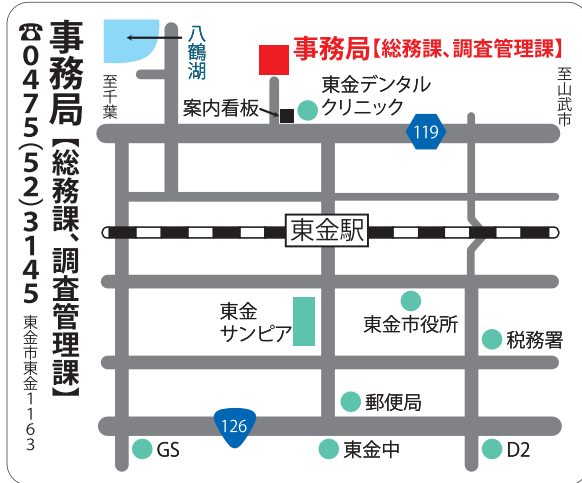 事務局【総務課、調査管理課】
☎0475(52)3145 東金市東金1163
八鶴湖
至千葉
事務局【総務課、調査管理課】
至山武市
東金デンタル
クリニック
案内看板
119
東金駅
東金
サンピア
東金市役所
税務署
郵便局
126
GS
東金中
D2